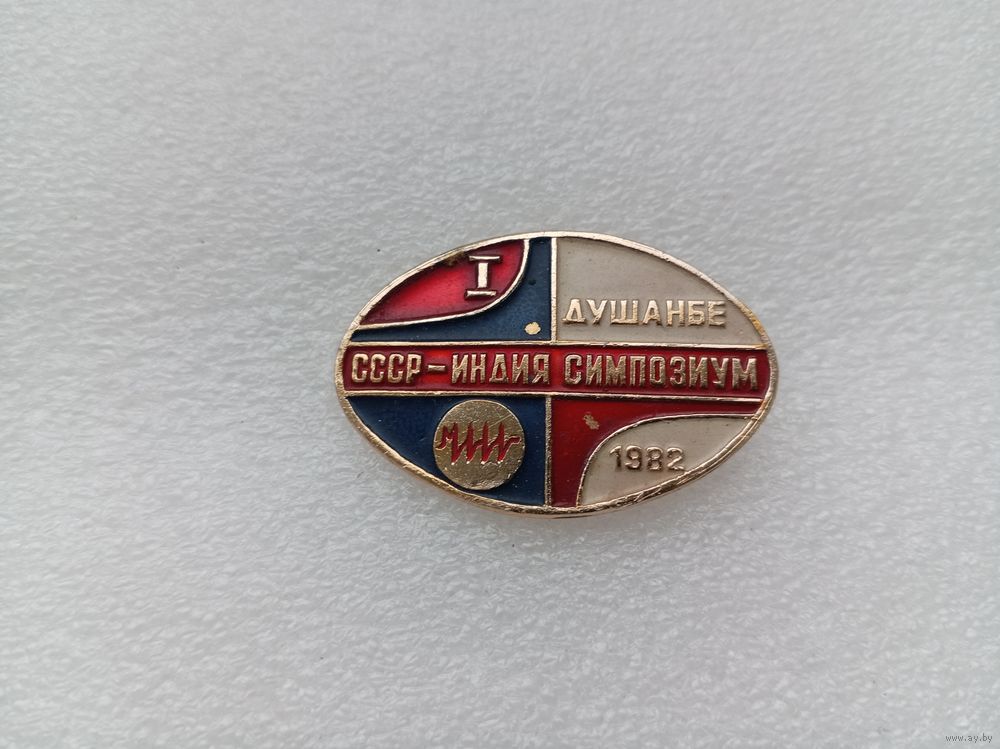 I
ДУШАНБЕ
СССР - ИНДИЯ СИМПОЗИУМ
1982
www.ay.by